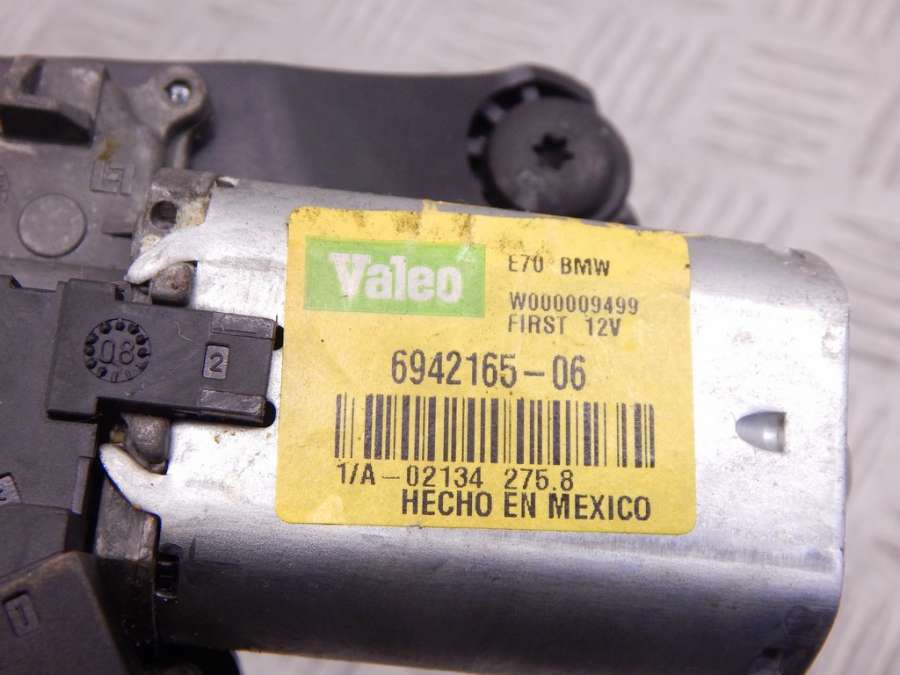 Valeo
E70 BMW
W000009499
FIRST 12V
6942165-06
1/A-02134 275.8
HECHO EN MEXICO
08
2